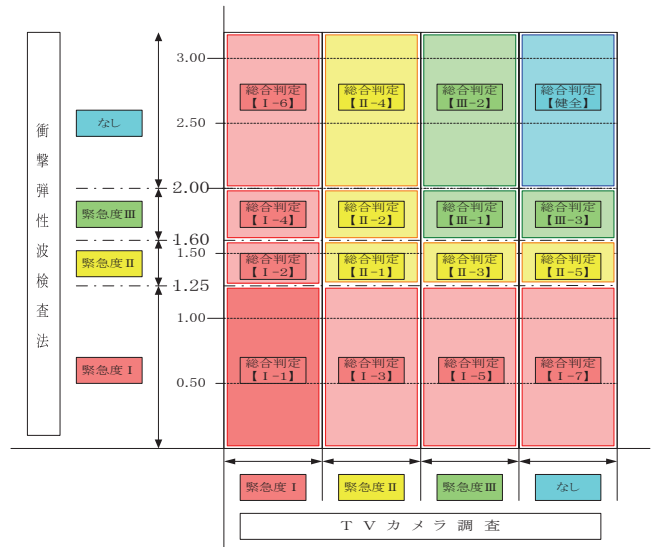 衝撃弾性波検査法
なし
緊急度Ⅲ
緊急度Ⅱ
緊急度Ⅰ
3.00
2.50
2.00
1.60
1.50
1.25
1.00
0.50
総合判定
【Ⅰ-6】
総合判定
【Ⅱ-4】
総合判定
【Ⅲ-2】
総合判定
【健全】
総合判定
【Ⅰ-4】
総合判定
【Ⅱ-2】
総合判定
【Ⅲ-1】
総合判定
【Ⅲ-3】
総合判定
【Ⅰ-2】
総合判定
【Ⅱ-1】
総合判定
【Ⅱ-3】
総合判定
【Ⅱ-5】
総合判定
【Ⅰ-1】
総合判定
【Ⅰ-3】
総合判定
【Ⅰ-5】
総合判定
【Ⅰ-7】
緊急度Ⅰ
緊急度Ⅱ
緊急度Ⅲ
なし
TVカメラ調査